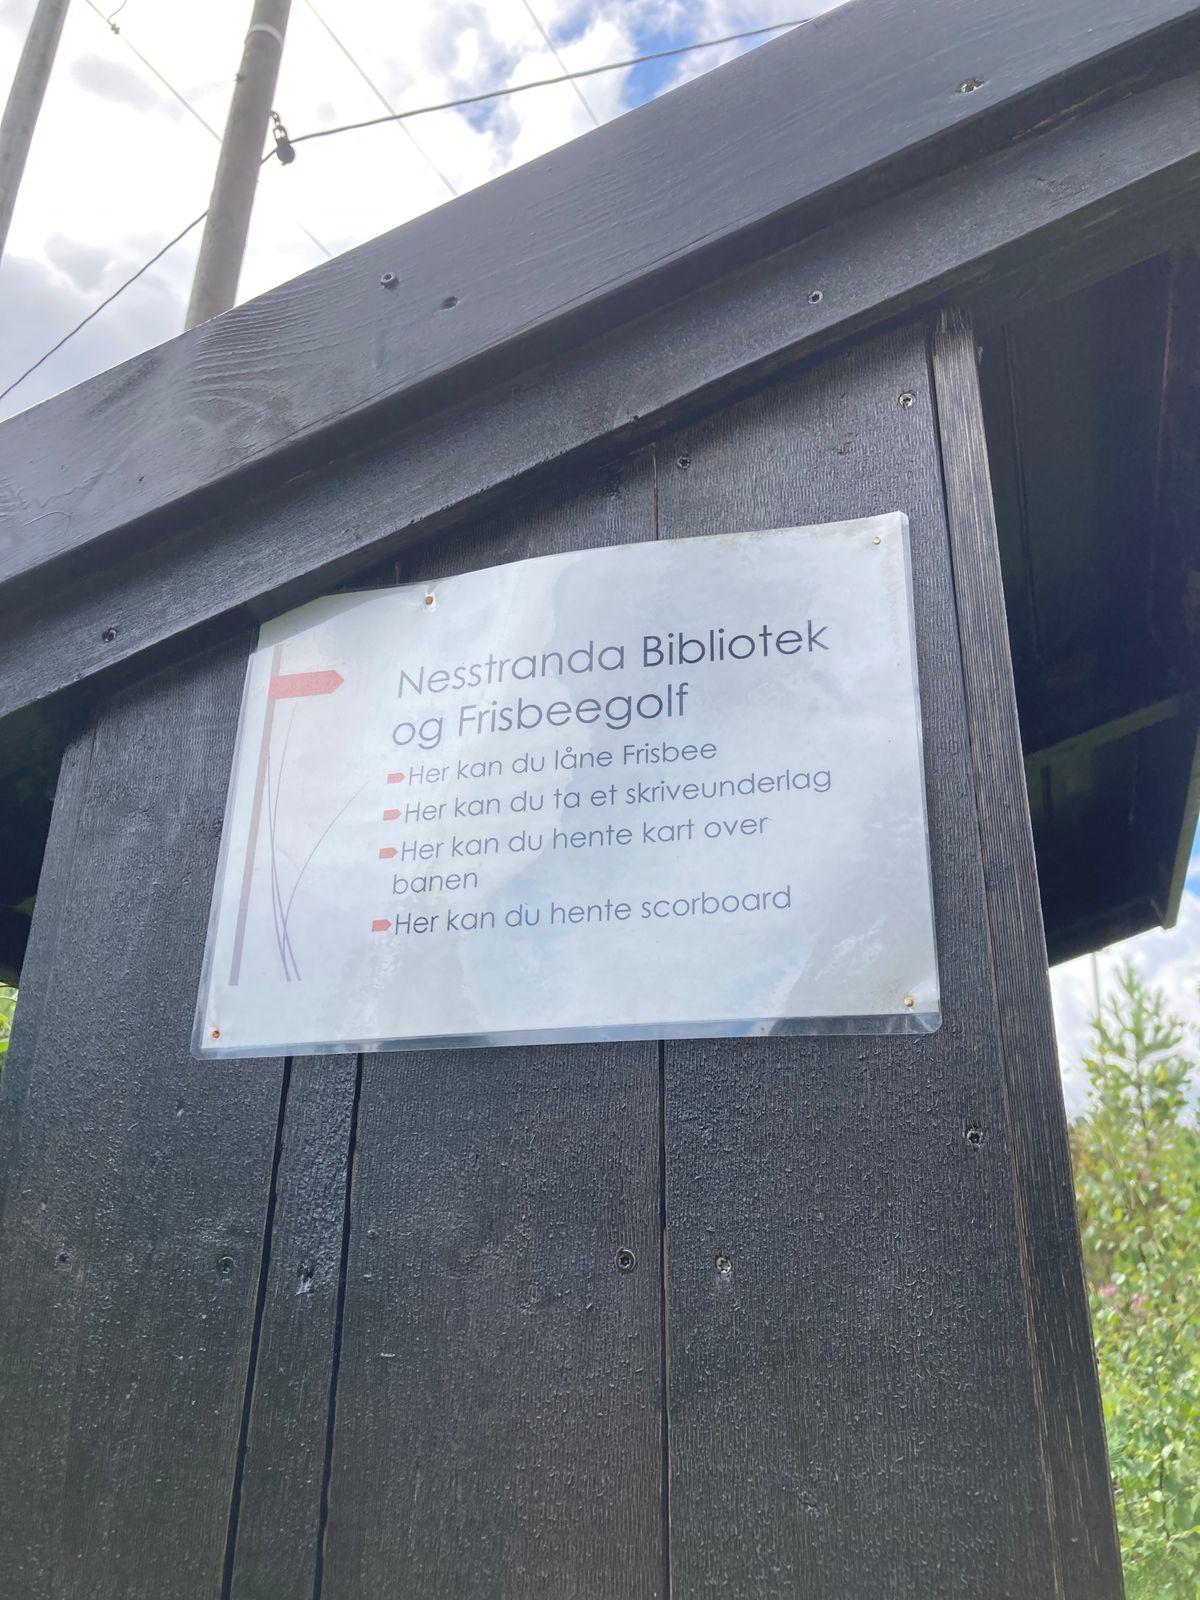 Nesstranda Bibliotek
og Frisbeegolf
Her kan du låne Frisbee
Her kan du ta et skriveunderlag
Her kan du hente kart over
banen
Her kan du hente scorboard